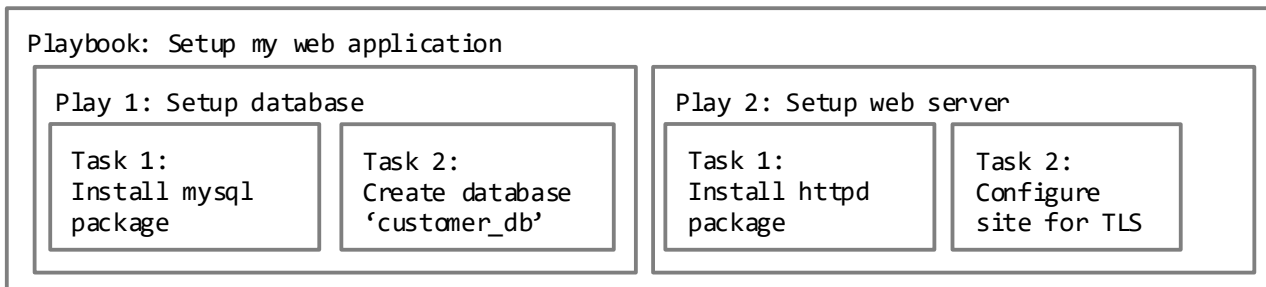 Playbook: Setup my web application
Play 1: Setup database
Task 1:
Install mysql
package
Task 2:
Create database
‘customer_db’
Play 2: Setup web server
Task 1:
Install httpd
package
Task 2:
Configure
site for TLS